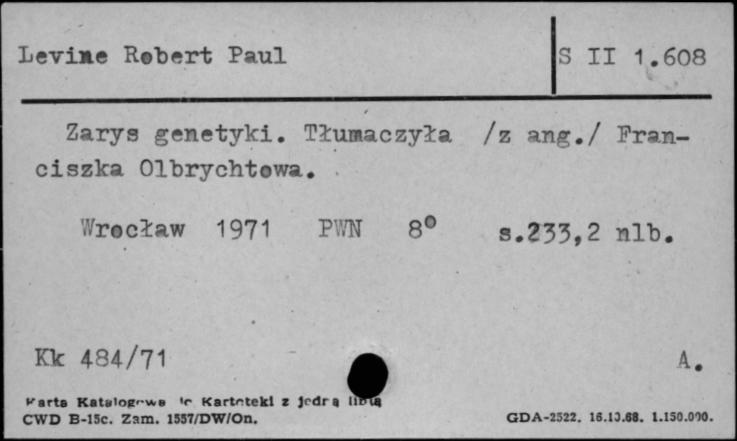 Levine Robert Paul
S II 1.608
Zarys genetyki. Tłumaczyła /z ang./ Fran-
ciszka Olbrychtowa.
Wrocław 1971 PWN 8° s.233,2 nlb.
Kk 484/71
A.
Karta Katalogowa Kartoteki z jedną
CWD B-15c. Zam. 1557/DW/On.
GDA-2522. 16.10.68. 1.150.000.